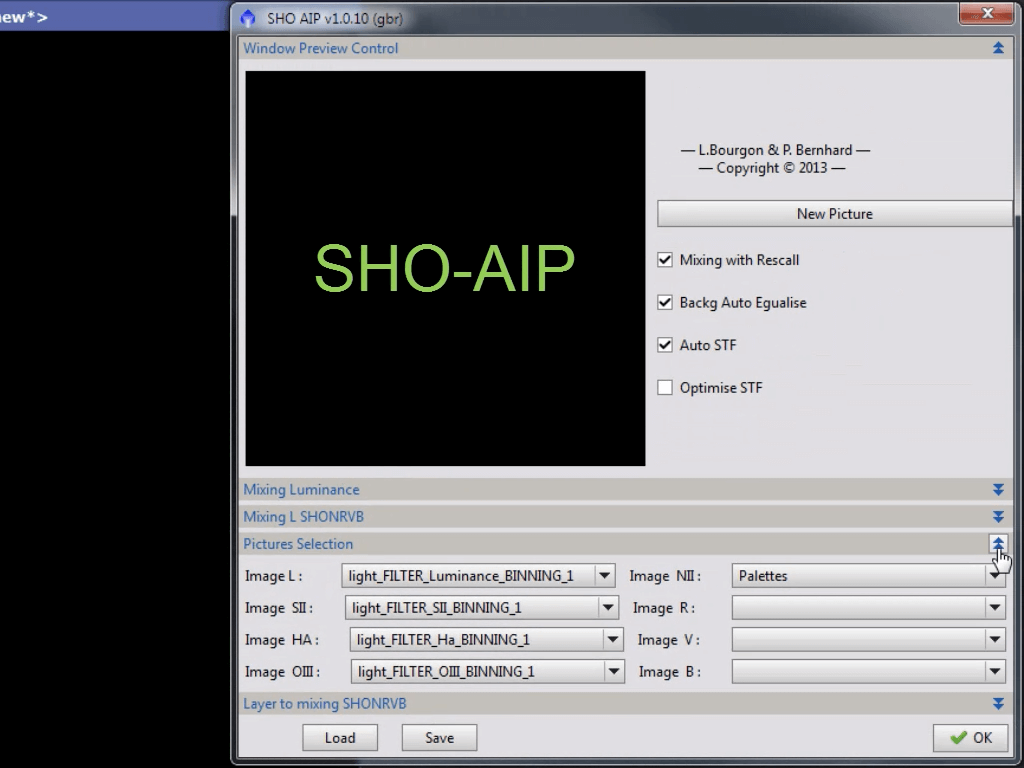 ew*>
SHO AIP v1.0.10 (gbr)
Window Preview Control
SHO-AIP
— L.Bourgon & P. Bernhard —
— Copyright © 2013 —
New Picture
Mixing with Rescall
Backg Auto Egualise
Auto STF
Optimise STF
Mixing Luminance
Mixing L SHONRVB
Pictures Selection
Image L : light_FILTER_Luminance_BINNING_1 Image NII : Palettes
Image SII : light_FILTER_SII_BINNING_1 Image R :
Image HA : light_FILTER_Ha_BINNING_1 Image V :
Image OIII : light_FILTER_OIII_BINNING_1 Image B :
Layer to mixing SHONRVB
Load Save OK